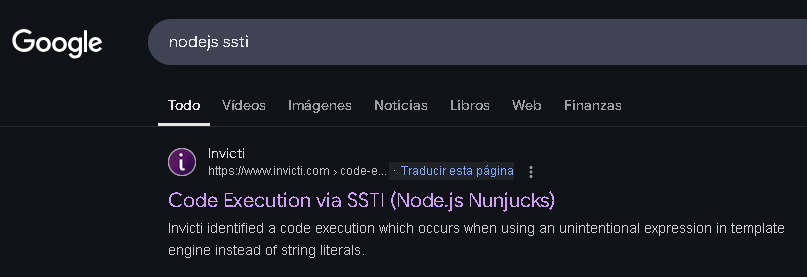 Google
nodejs ssti
Todo Vídeos Imágenes Noticias Libros Web Finanzas
Invicti
https://www.invicti.com › code-e... · Traducir esta página
Code Execution via SSTI (Node.js Nunjucks)
Invicti identified a code execution which occurs when using an unintentional expression in template
engine instead of string literals.